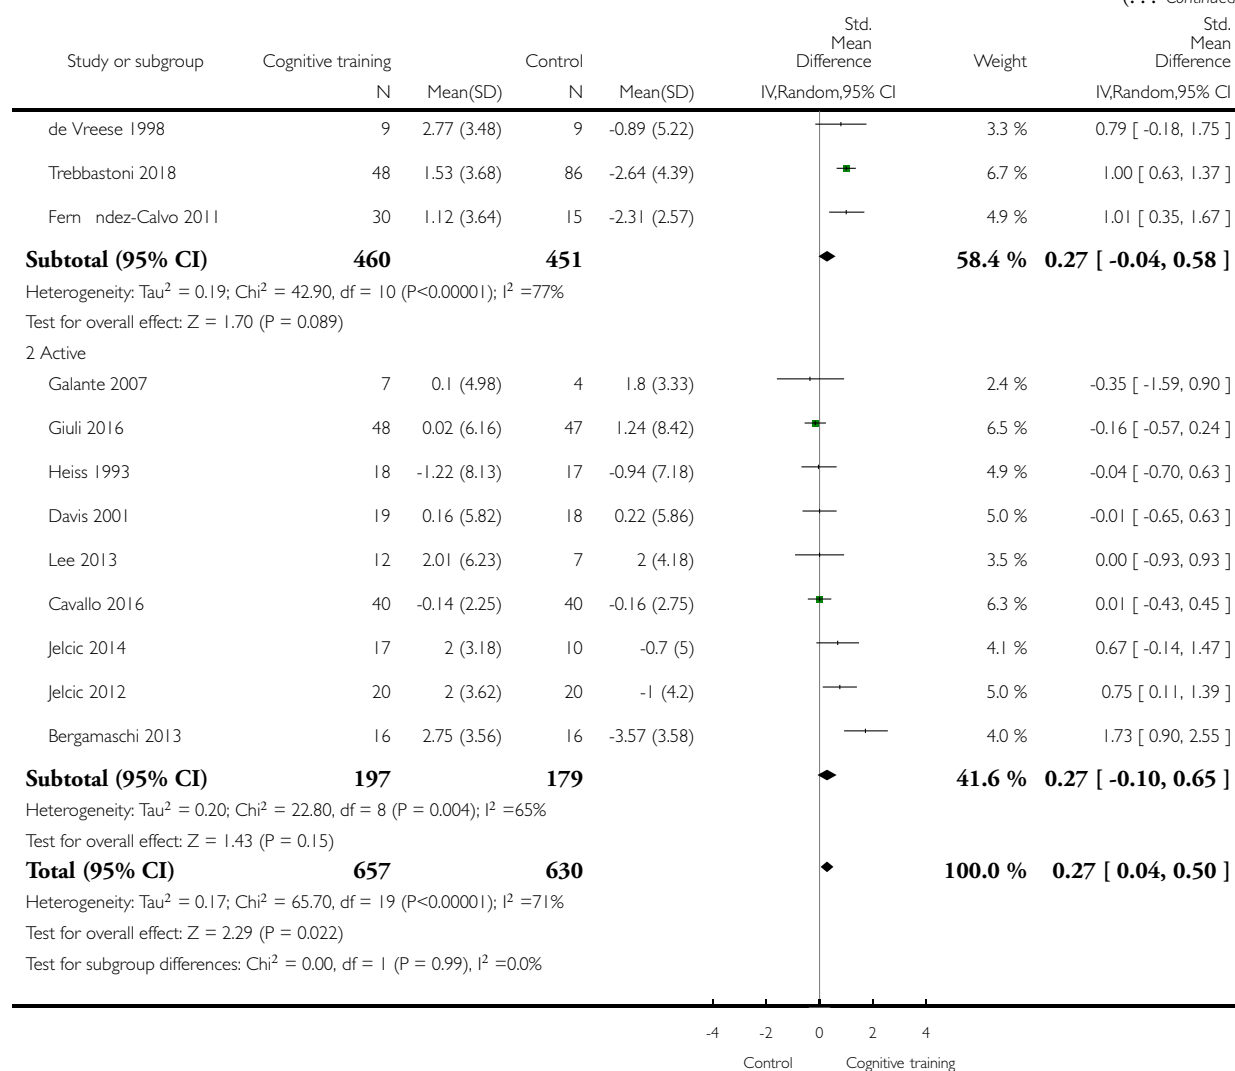 (. . . Continued
Std. Mean Difference Std. Mean Difference
Study or subgroup Cognitive training Control Weight
N Mean(SD) N Mean(SD) IV,Random,95% CI IV,Random,95% CI
de Vreese 1998 9 2.77 (3.48) 9 -0.89 (5.22) 3.3 % 0.79 [ -0.18, 1.75 ]
Trebbastoni 2018 48 1.53 (3.68) 86 -2.64 (4.39) 6.7 % 1.00 [ 0.63, 1.37 ]
Fern ndez-Calvo 2011 30 1.12 (3.64) 15 -2.31 (2.57) 4.9 % 1.01 [ 0.35, 1.67 ]
Subtotal (95% CI) 460 451 58.4 % 0.27 [ -0.04, 0.58 ]
Heterogeneity: Tau² = 0.19; Chi² = 42.90, df = 10 (P<0.00001); I² =77%
Test for overall effect: Z = 1.70 (P = 0.089)
2 Active
Galante 2007 7 0.1 (4.98) 4 1.8 (3.33) 2.4 % -0.35 [ -1.59, 0.90 ]
Giuli 2016 48 0.02 (6.16) 47 1.24 (8.42) 6.5 % -0.16 [ -0.57, 0.24 ]
Heiss 1993 18 -1.22 (8.13) 17 -0.94 (7.18) 4.9 % -0.04 [ -0.70, 0.63 ]
Davis 2001 19 0.16 (5.82) 18 0.22 (5.86) 5.0 % -0.01 [ -0.65, 0.63 ]
Lee 2013 12 2.01 (6.23) 7 2 (4.18) 3.5 % 0.00 [ -0.93, 0.93 ]
Cavallo 2016 40 -0.14 (2.25) 40 -0.16 (2.75) 6.3 % 0.01 [ -0.43, 0.45 ]
Jelcic 2014 17 2 (3.18) 10 -0.7 (5) 4.1 % 0.67 [ -0.14, 1.47 ]
Jelcic 2012 20 2 (3.62) 20 -1 (4.2) 5.0 % 0.75 [ 0.11, 1.39 ]
Bergamaschi 2013 16 2.75 (3.56) 16 -3.57 (3.58) 4.0 % 1.73 [ 0.90, 2.55 ]
Subtotal (95% CI) 197 179 41.6 % 0.27 [ -0.10, 0.65 ]
Heterogeneity: Tau² = 0.20; Chi² = 22.80, df = 8 (P = 0.004); I² =65%
Test for overall effect: Z = 1.43 (P = 0.15)
Total (95% CI) 657 630 100.0 % 0.27 [ 0.04, 0.50 ]
Heterogeneity: Tau² = 0.17; Chi² = 65.70, df = 19 (P<0.00001); I² =71%
Test for overall effect: Z = 2.29 (P = 0.022)
Test for subgroup differences: Chi² = 0.00, df = 1 (P = 0.99), I² =0.0%
-4 -2 0 2 4
Control Cognitive training